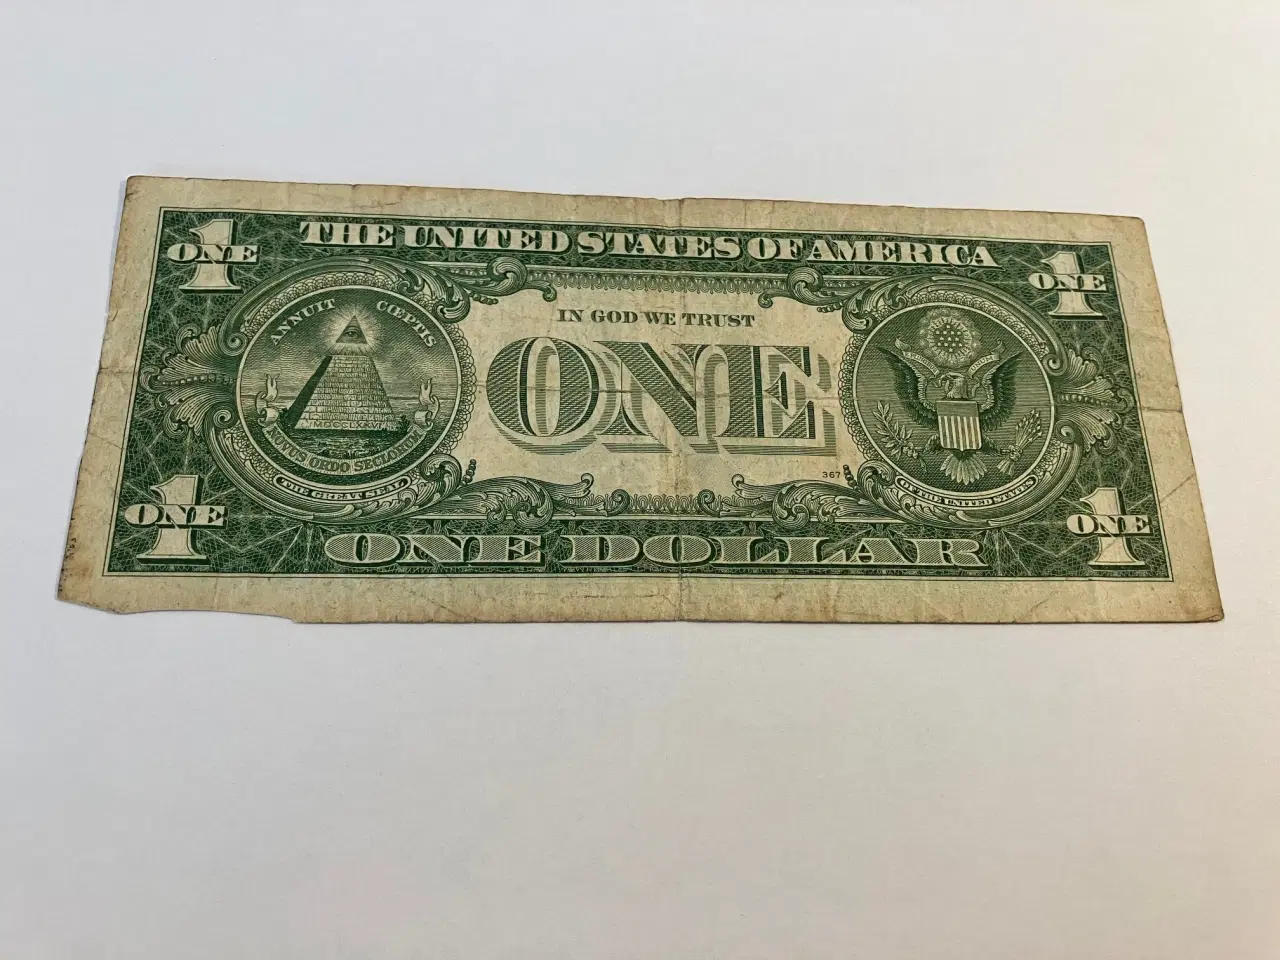 THE UNITED STATES OF AMERICA
1
ONE
1
ONE
ANNUIT CŒPTIS
IN GOD WE TRUST
ONE
MDCCLXXVI
NOVUS ORDO SECLORUM
THE GREAT SEAL
367
OF THE UNITED STATES
1
ONE
1
ONE
ONE DOLLAR